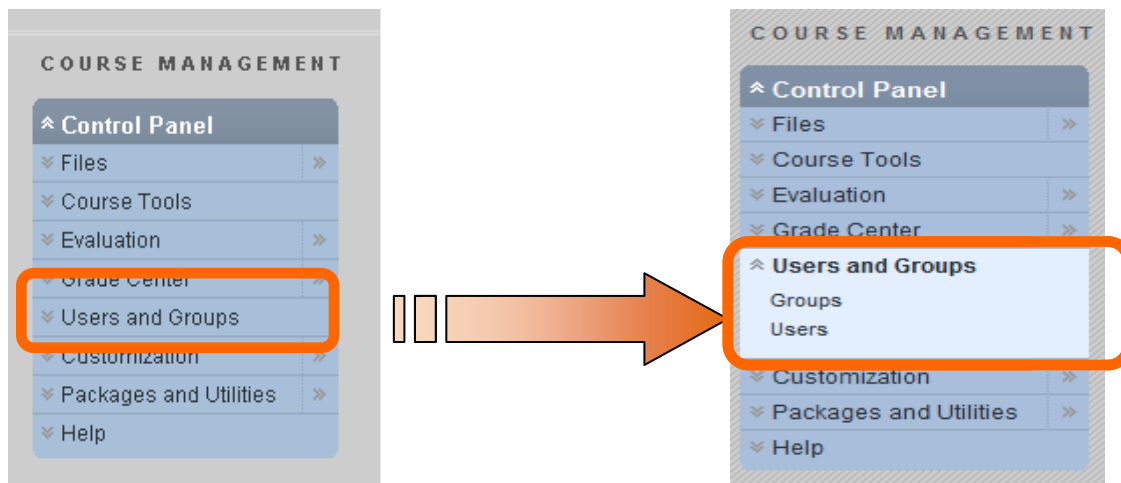 COURSE MANAGEMENT
Control Panel
Files
Course Tools
Evaluation
Grade Center
Users and Groups
Customization
Packages and Utilities
Help
COURSE MANAGEMENT
Control Panel
Files
Course Tools
Evaluation
Grade Center
Users and Groups
Groups
Users
Customization
Packages and Utilities
Help